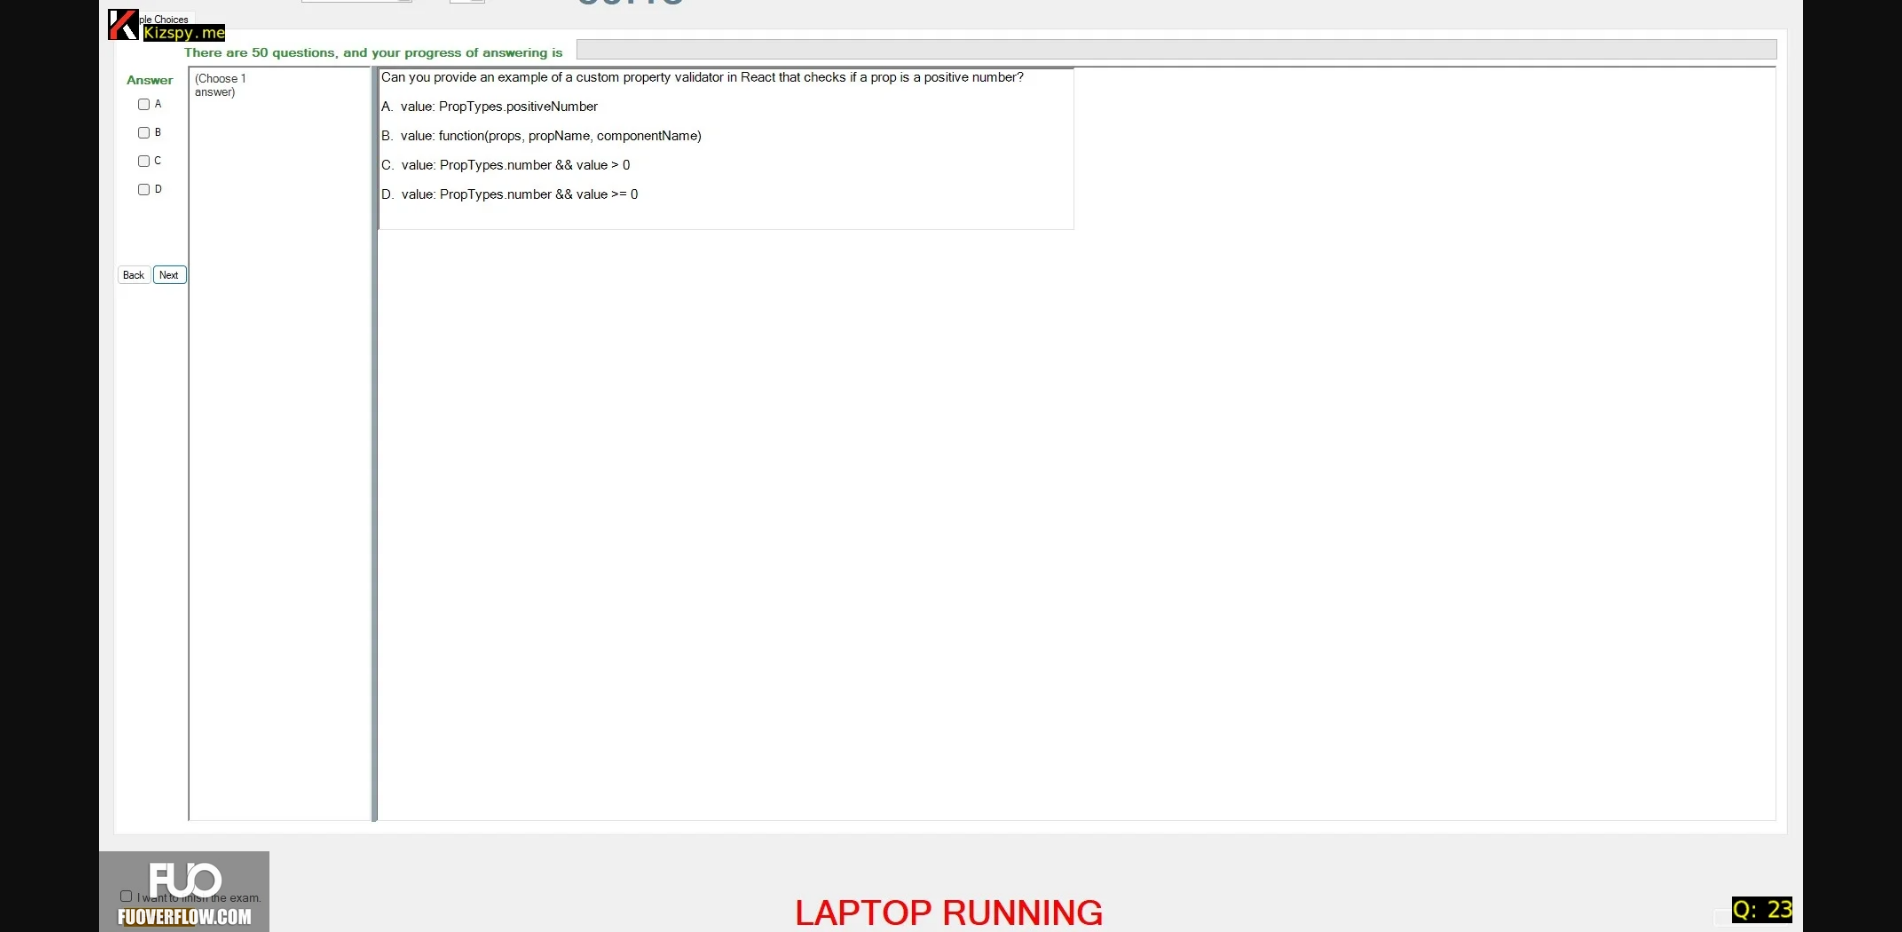 ple Choices
Kizspy.me
There are 50 questions, and your progress of answering is
Answer
(Choose 1
answer)
A
B
C
D
Back
Next
Can you provide an example of a custom property validator in React that checks if a prop is a positive number?
A. value: PropTypes.positiveNumber
B. value: function(props, propName, componentName)
C. value: PropTypes.number && value > 0
D. value: PropTypes.number && value >= 0
FUO
I want to finish the exam.
FUOVERFLOW.COM
LAPTOP RUNNING
Q: 23